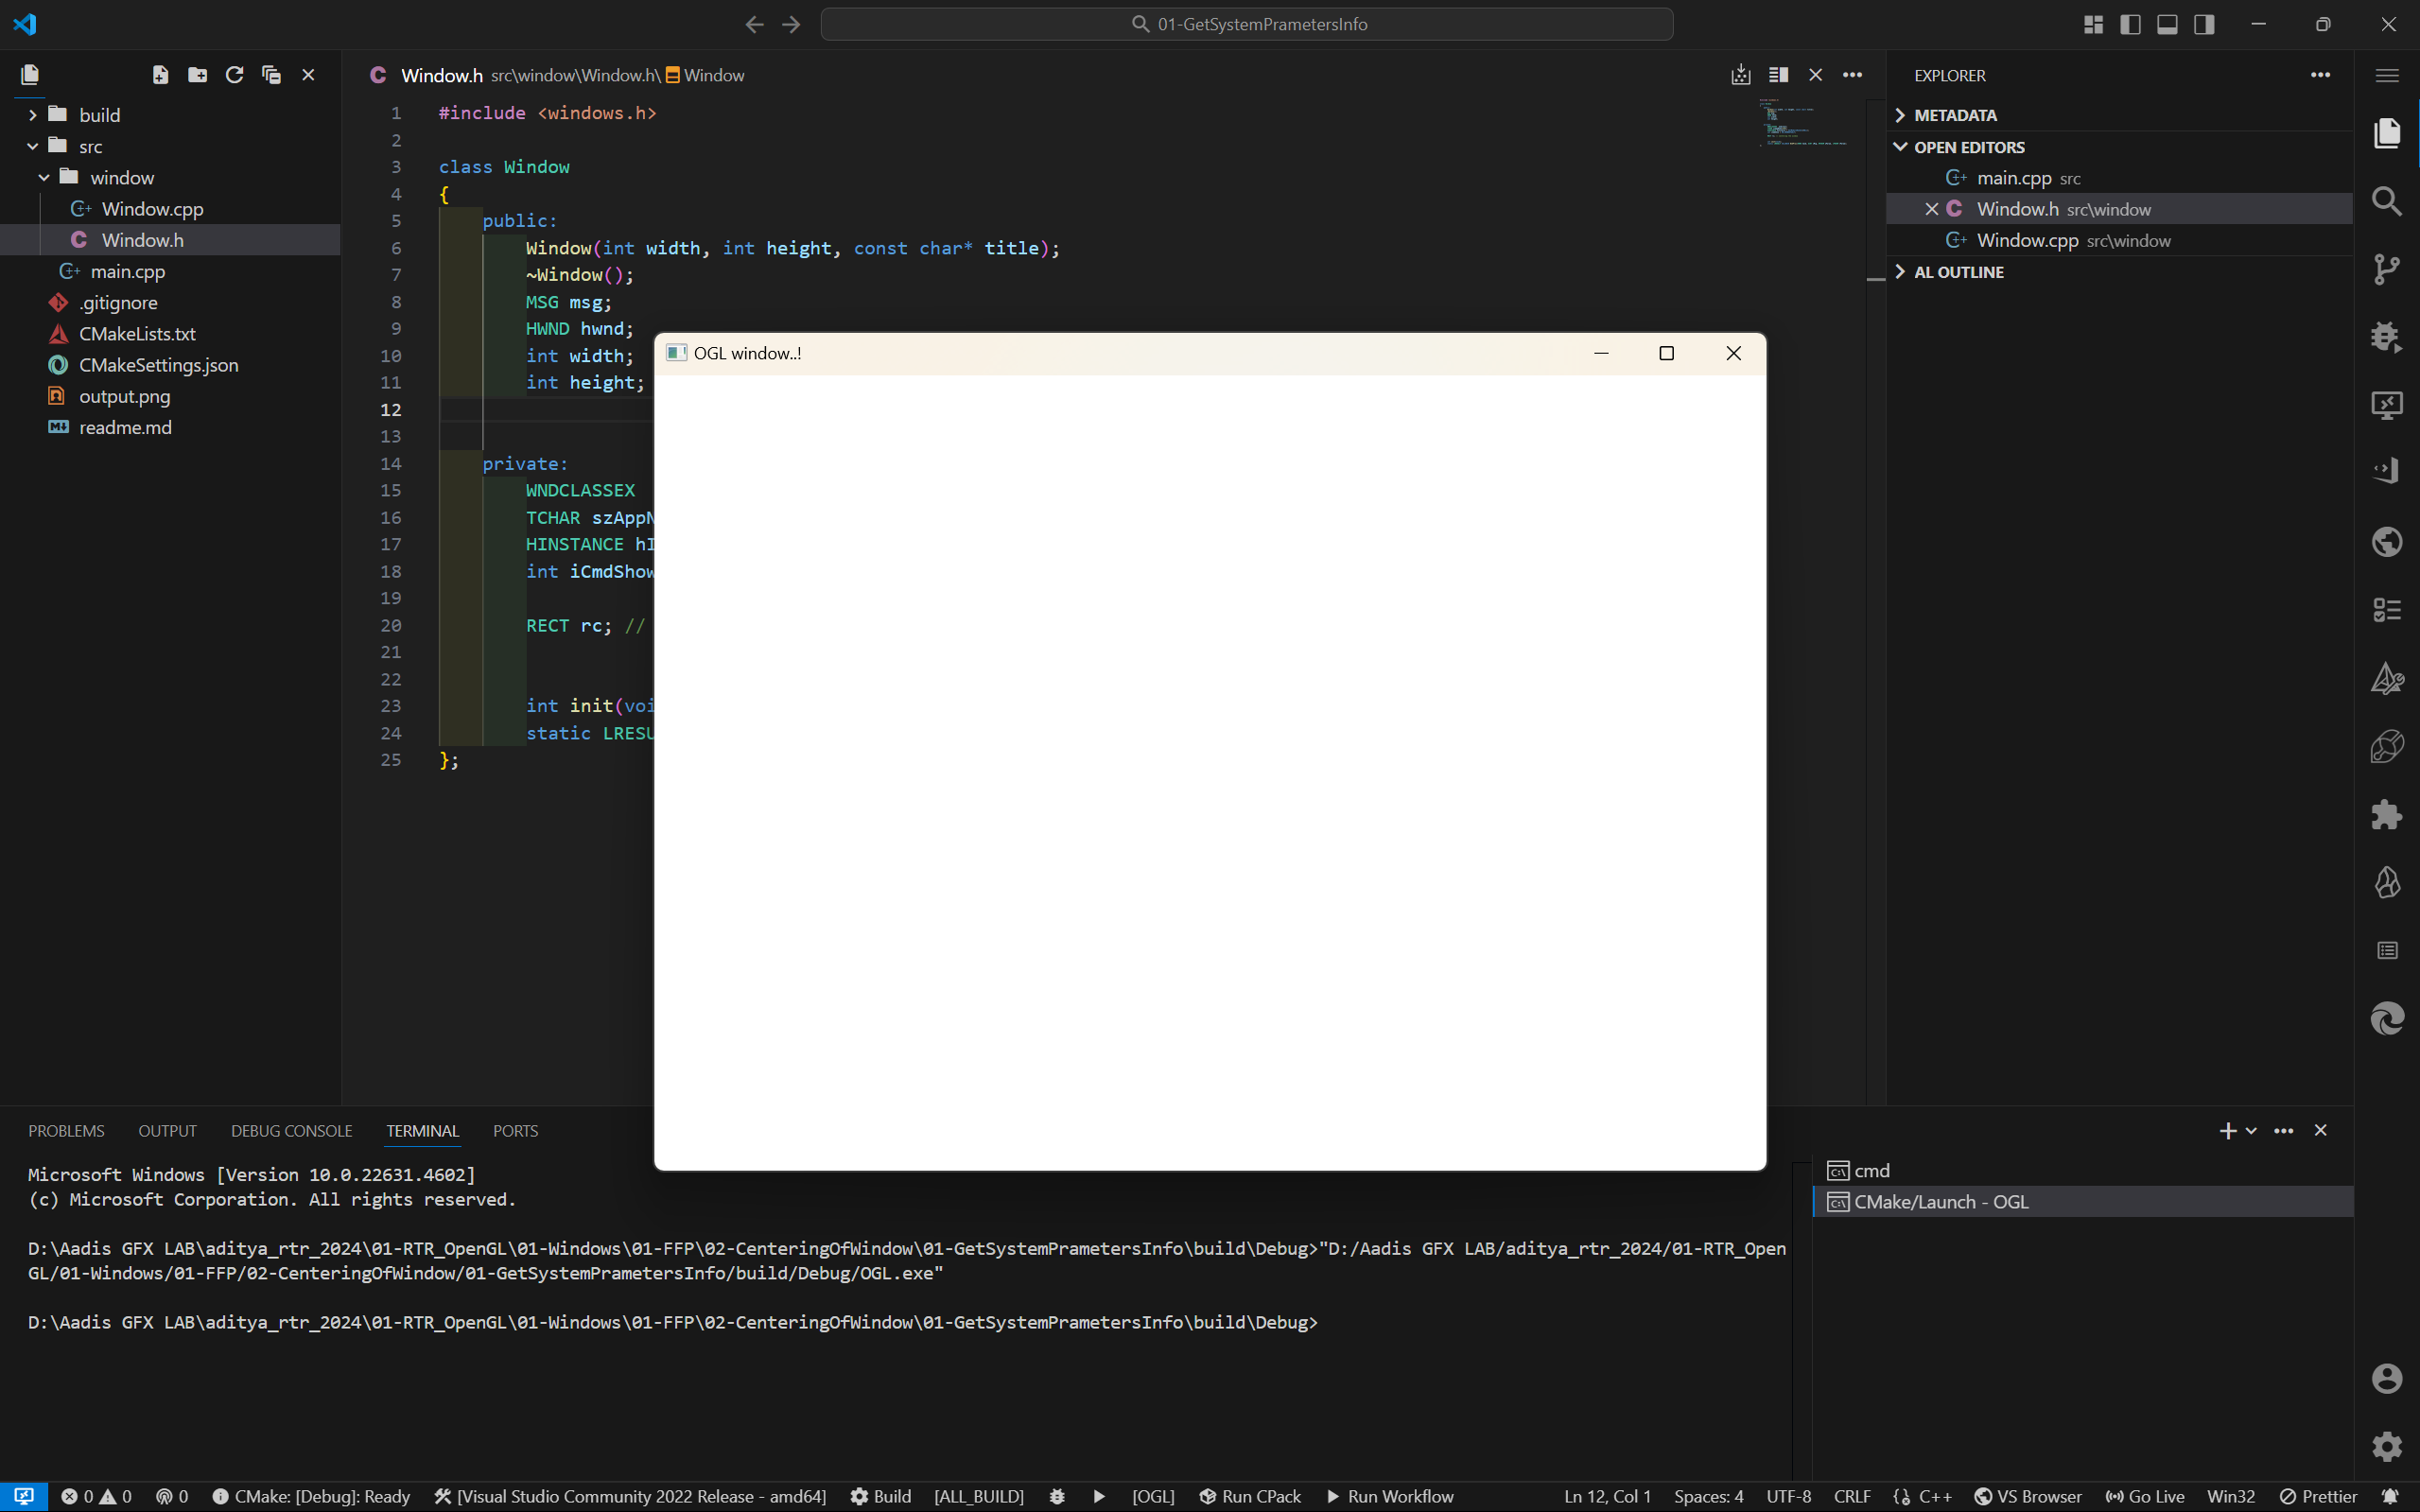 01-GetSystemPrametersInfo
build
src
window
Window.cpp
Window.h
main.cpp
.gitignore
CMakeLists.txt
CMakeSettings.json
output.png
readme.md
Window.h src\window\Window.h\ Window
1 #include <windows.h>
2
3 class Window
4 {
5 public:
6 Window(int width, int height, const char* title);
7 ~Window();
8 MSG msg;
9 HWND hwnd;
10 int width;
11 int height;
12
13
14 private:
15 WNDCLASSEX
16 TCHAR szAppN
17 HINSTANCE hI
18 int iCmdShow
19
20 RECT rc; //
21
22
23 int init(voi
24 static LRESU
25 };
OGL window..!
EXPLORER
METADATA
OPEN EDITORS
main.cpp src
Window.h src\window
Window.cpp src\window
AL OUTLINE
PROBLEMS OUTPUT DEBUG CONSOLE TERMINAL PORTS
Microsoft Windows [Version 10.0.22631.4602]
(c) Microsoft Corporation. All rights reserved.
D:\Aadis GFX LAB\aditya_rtr_2024\01-RTR_OpenGL\01-Windows\01-FFP\02-CenteringOfWindow\01-GetSystemPrametersInfo\build\Debug>"D:/Aadis GFX LAB/aditya_rtr_2024/01-RTR_Open
GL/01-Windows/01-FFP/02-CenteringOfWindow/01-GetSystemPrametersInfo/build/Debug/OGL.exe"
D:\Aadis GFX LAB\aditya_rtr_2024\01-RTR_OpenGL\01-Windows\01-FFP\02-CenteringOfWindow\01-GetSystemPrametersInfo\build\Debug>
cmd
CMake/Launch - OGL
0 0 0 CMake: [Debug]: Ready [Visual Studio Community 2022 Release - amd64] Build [ALL_BUILD] [OGL] Run CPack Run Workflow Ln 12, Col 1 Spaces: 4 UTF-8 CRLF {} C++ VS Browser Go Live Win32 Prettier